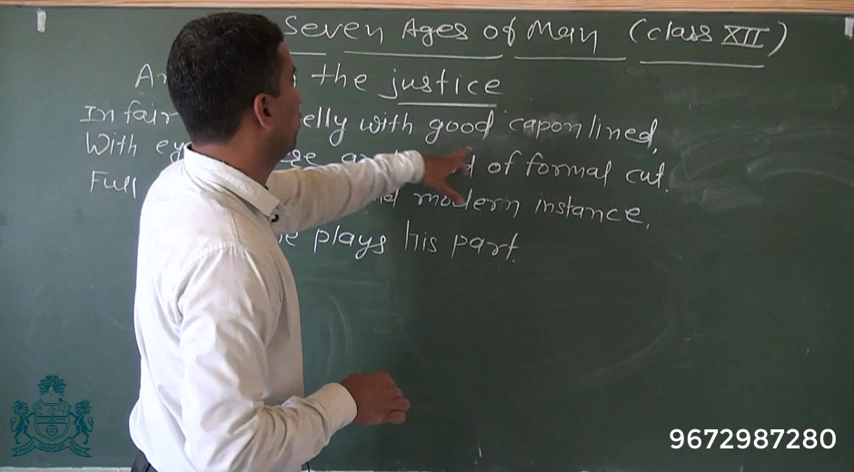 Seven Ages of Man (class XII)
the justice
In fair elly with good capon lined,
With of formal cut.
Full modern instance,
plays his part.
9672987280